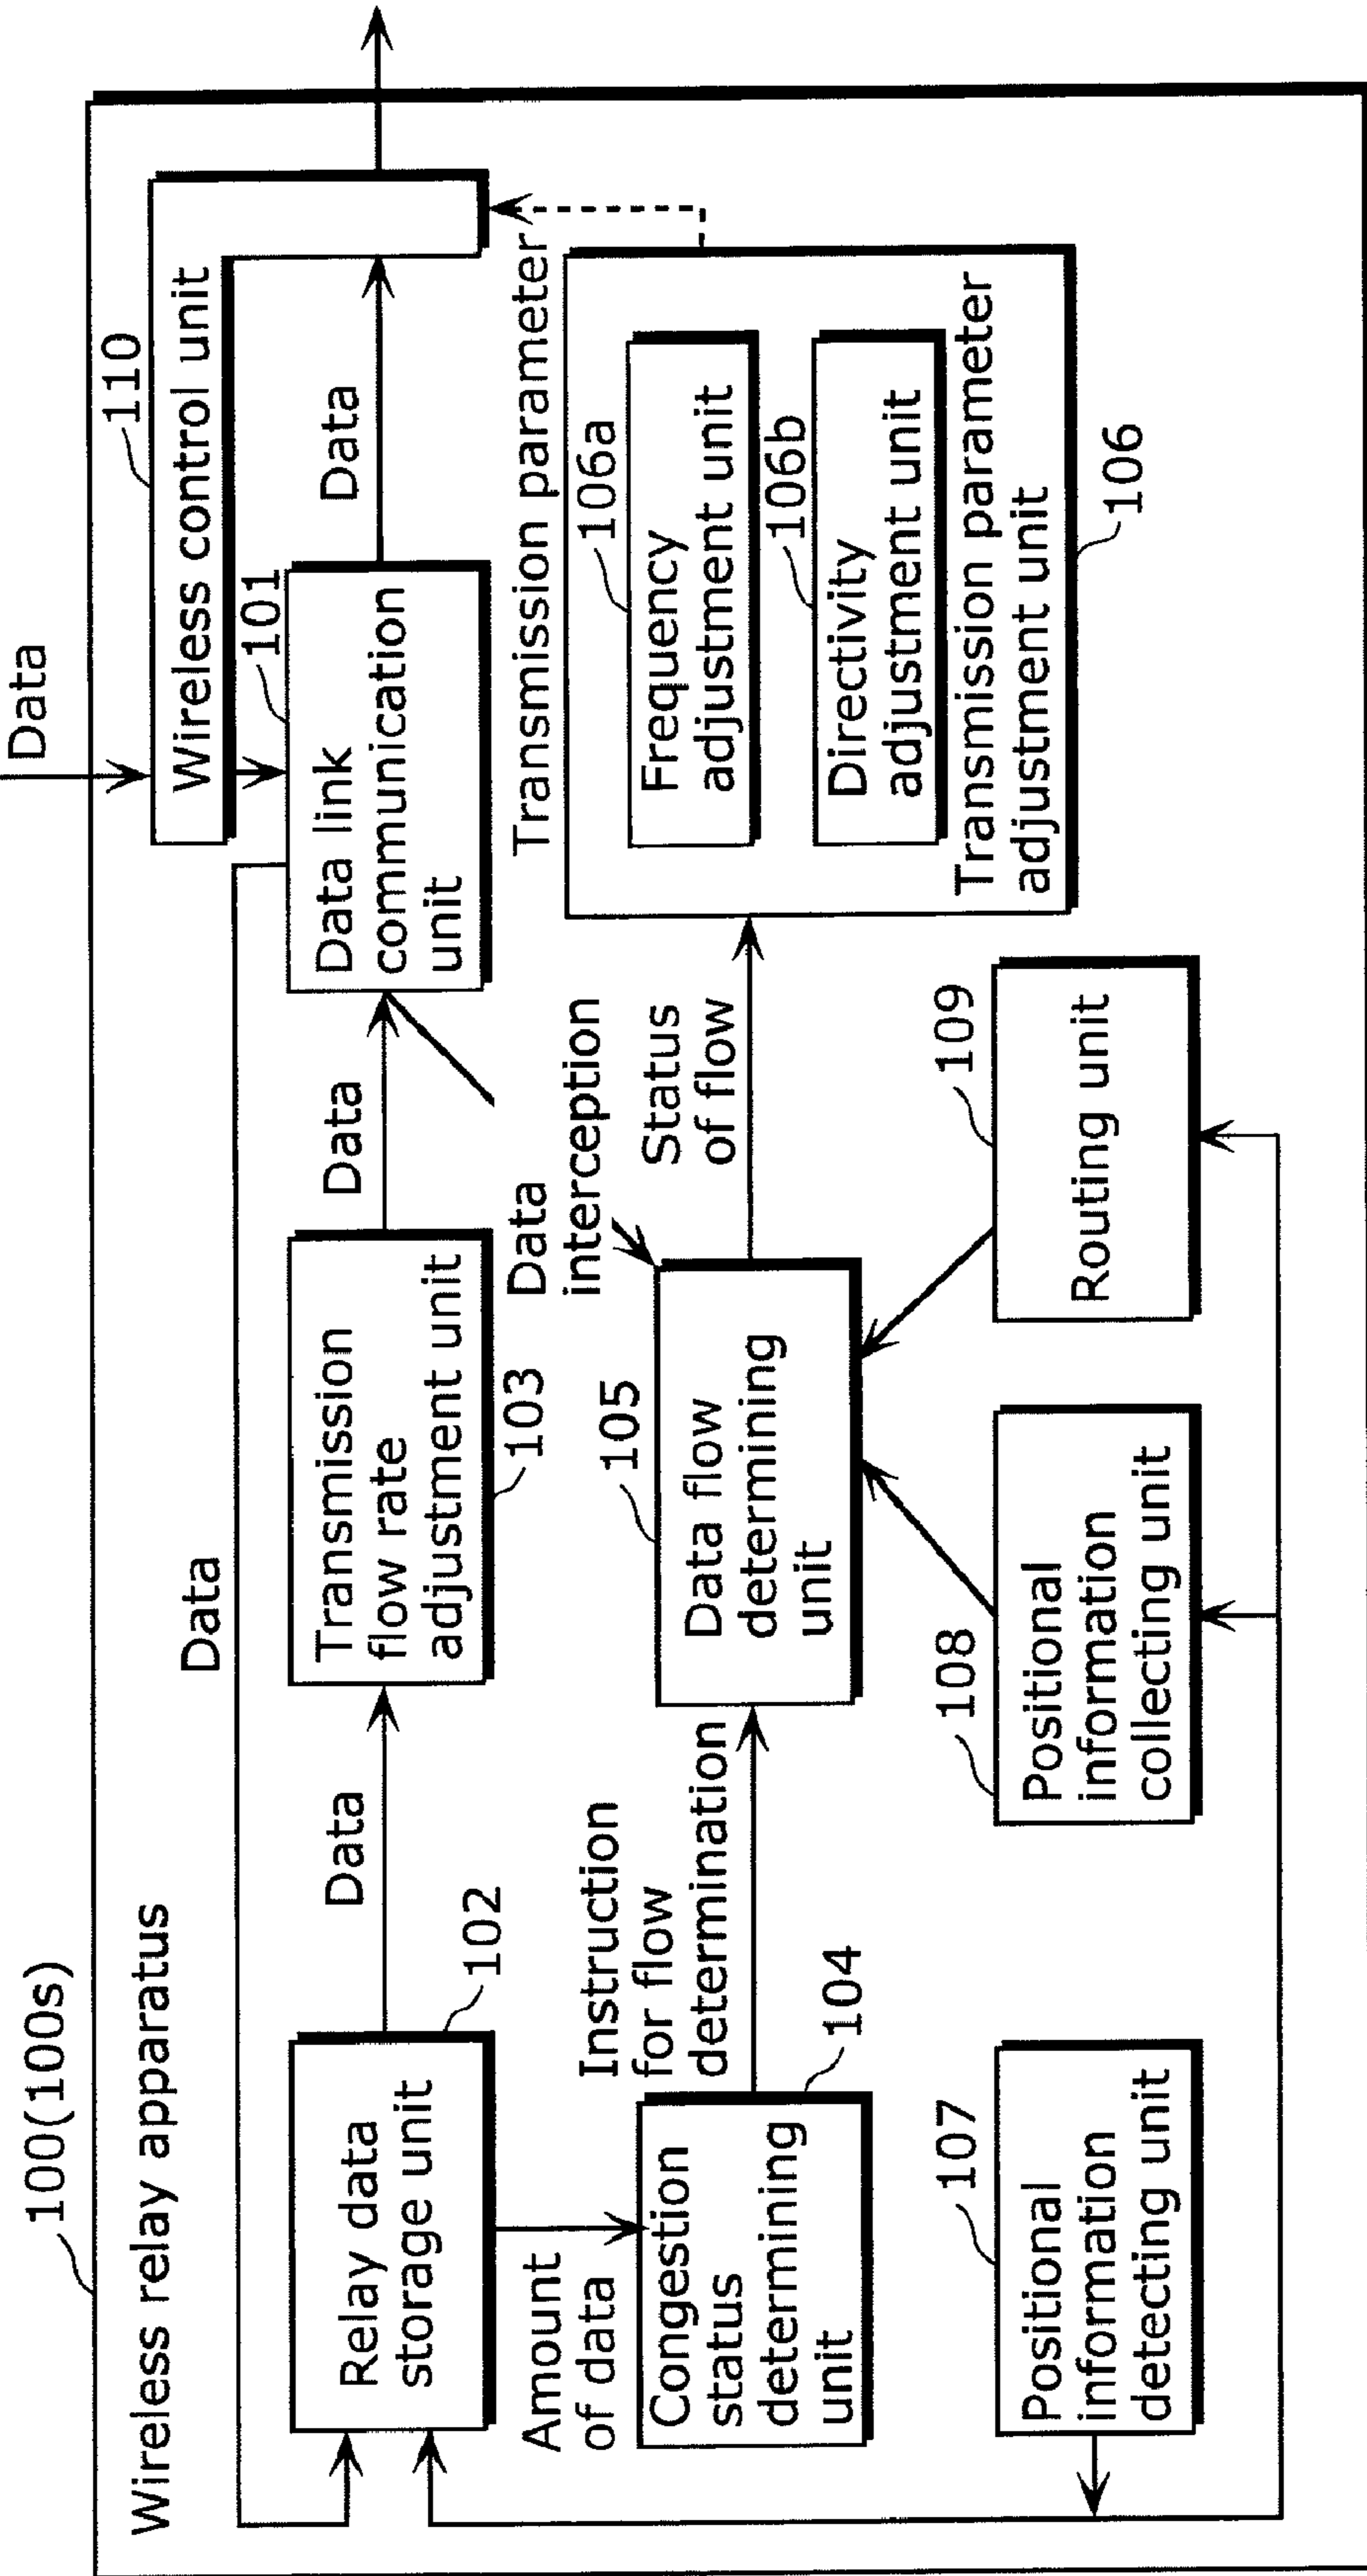 100(100s)
Wireless relay apparatus
Data
110
Wireless control unit
Data
Relay data
storage unit
102
Data
Transmission
flow rate
adjustment unit
103
Data
101
Data link
communication
unit
Data
Amount
of data
Congestion
status
determining
unit
104
Instruction
for flow
determination
105
Data flow
determining
unit
Data
interception
Status
of flow
Transmission parameter
106a
Frequency
adjustment unit
106b
Directivity
adjustment unit
Transmission parameter
adjustment unit
106
107
Positional
information
detecting unit
108
Positional
information
collecting unit
109
Routing unit